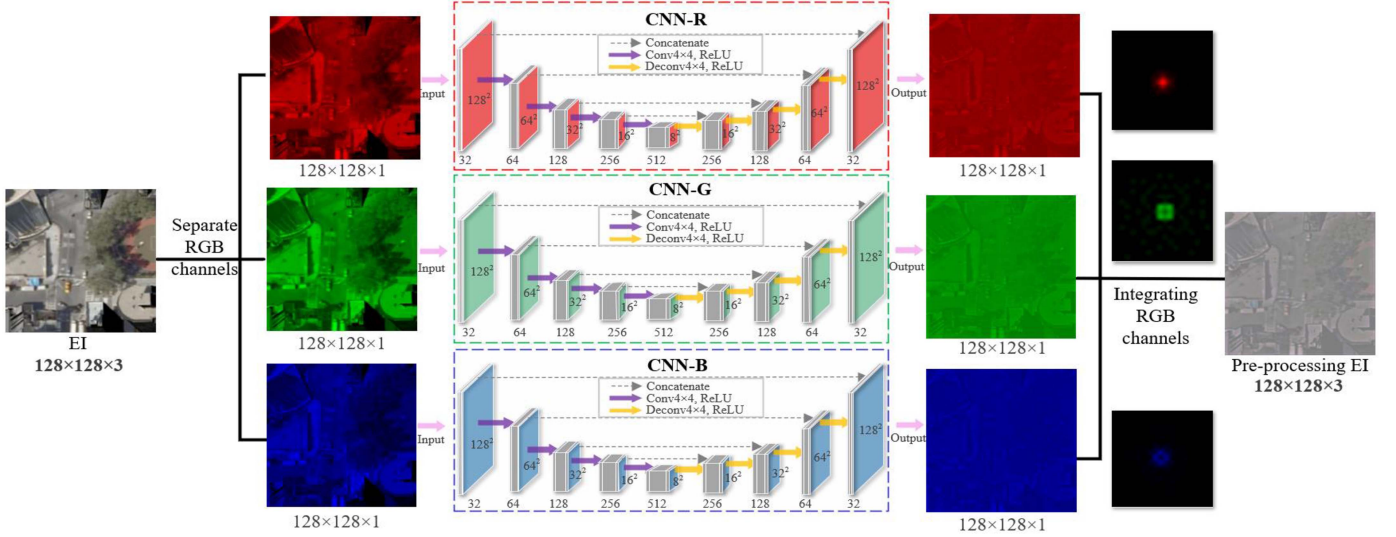 EI
128×128×3
Separate
RGB
channels
128×128×1
128×128×1
128×128×1
Input
CNN-R
Concatenate
Conv4×4, ReLU
Deconv4×4, ReLU
128²
64²
32²
16²
8²
16²
32²
64²
128²
32
64
128
256
512
256
128
64
32
Output
Input
CNN-G
Concatenate
Conv4×4, ReLU
Deconv4×4, ReLU
128²
64²
32²
16²
8²
16²
32²
64²
128²
32
64
128
256
512
256
128
64
32
Output
Input
CNN-B
Concatenate
Conv4×4, ReLU
Deconv4×4, ReLU
128²
64²
32²
16²
8²
16²
32²
64²
128²
32
64
128
256
512
256
128
64
32
Output
128×128×1
128×128×1
128×128×1
Integrating
RGB
channels
Pre-processing EI
128×128×3